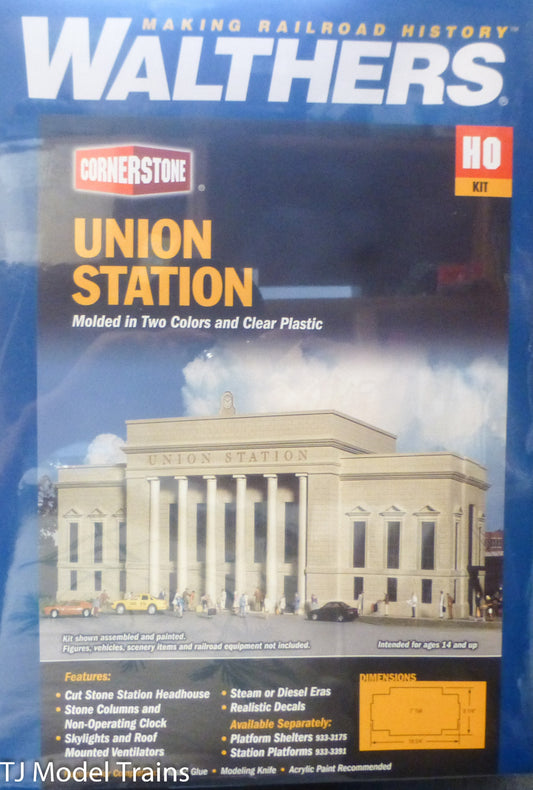 MAKING RAILROAD HISTORY™
WALTHERS®
CORNERSTONE®
HO
KIT
UNION
STATION
Molded in Two Colors and Clear Plastic
UNION STATION
Kit shown assembled and painted.
Figures, vehicles, scenery items and railroad equipment not included.
Intended for ages 14 and up
Features:
• Cut Stone Station Headhouse
• Stone Columns and
Non-Operating Clock
• Skylights and Roof
Mounted Ventilators
• Steam or Diesel Eras
• Realistic Decals
Available Separately:
• Platform Shelters 933-3175
• Station Platforms 933-3391
DIMENSIONS
Glue • Modeling Knife • Acrylic Paint Recommended
TJ Model Trains